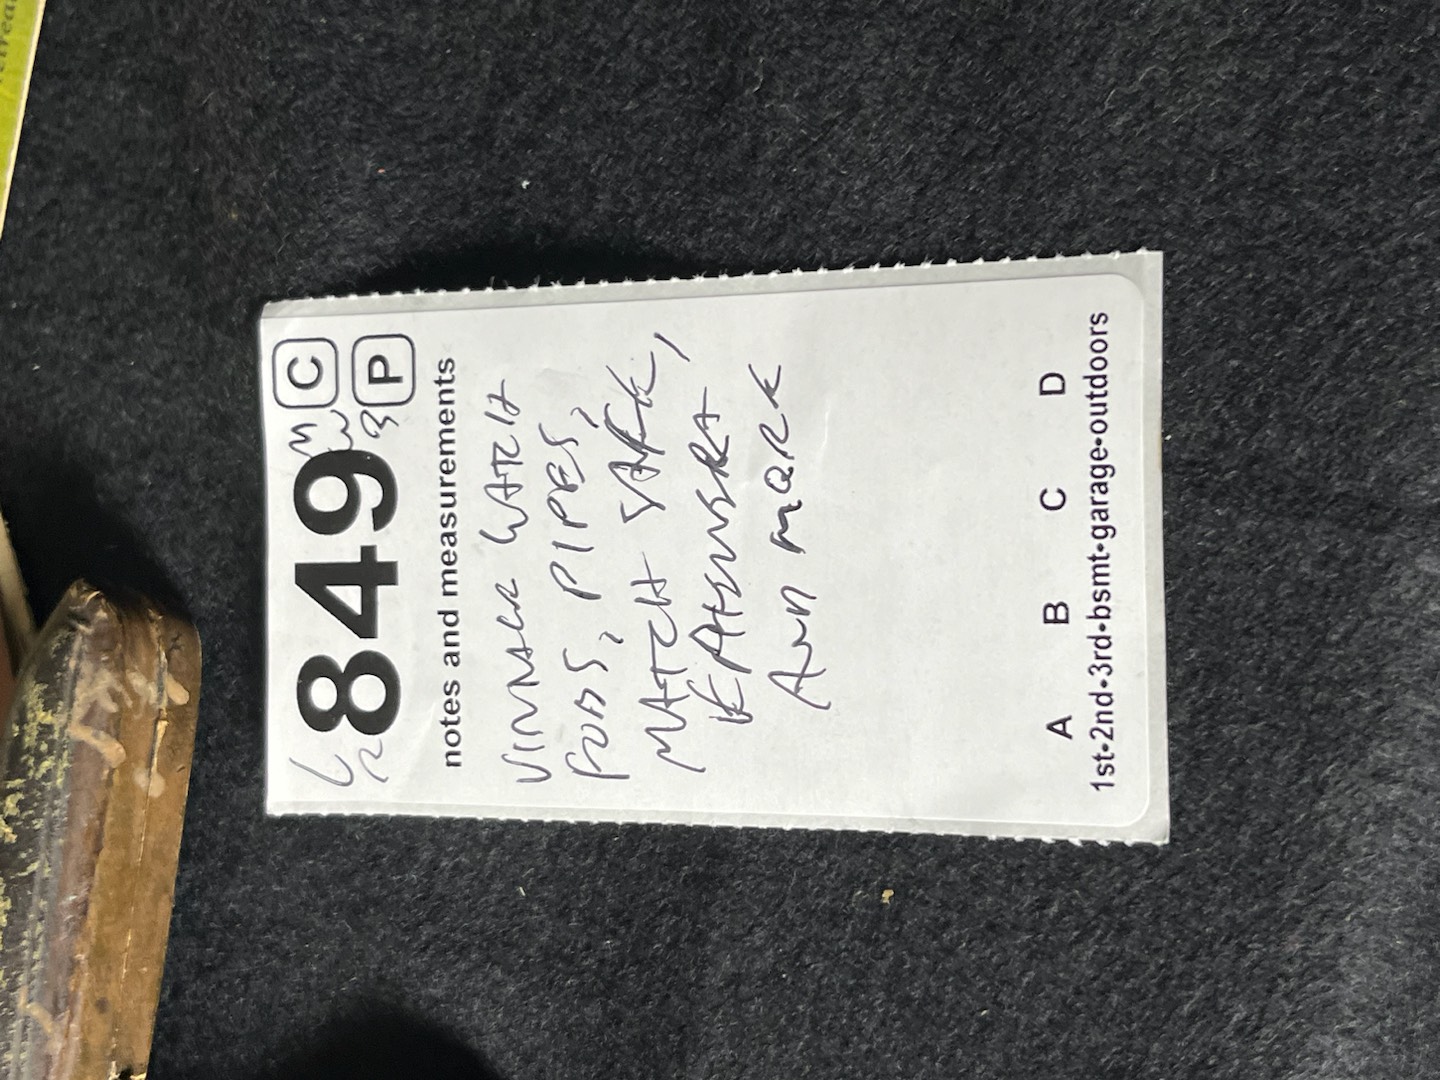 849
C
P
notes and measurements
VINTAGE WATCH
FOBS, PIPES,
MATCH SAFE,
EPHEMERA,
AND MORE
A B C D
1st•2nd•3rd•bsmt•garage•outdoors